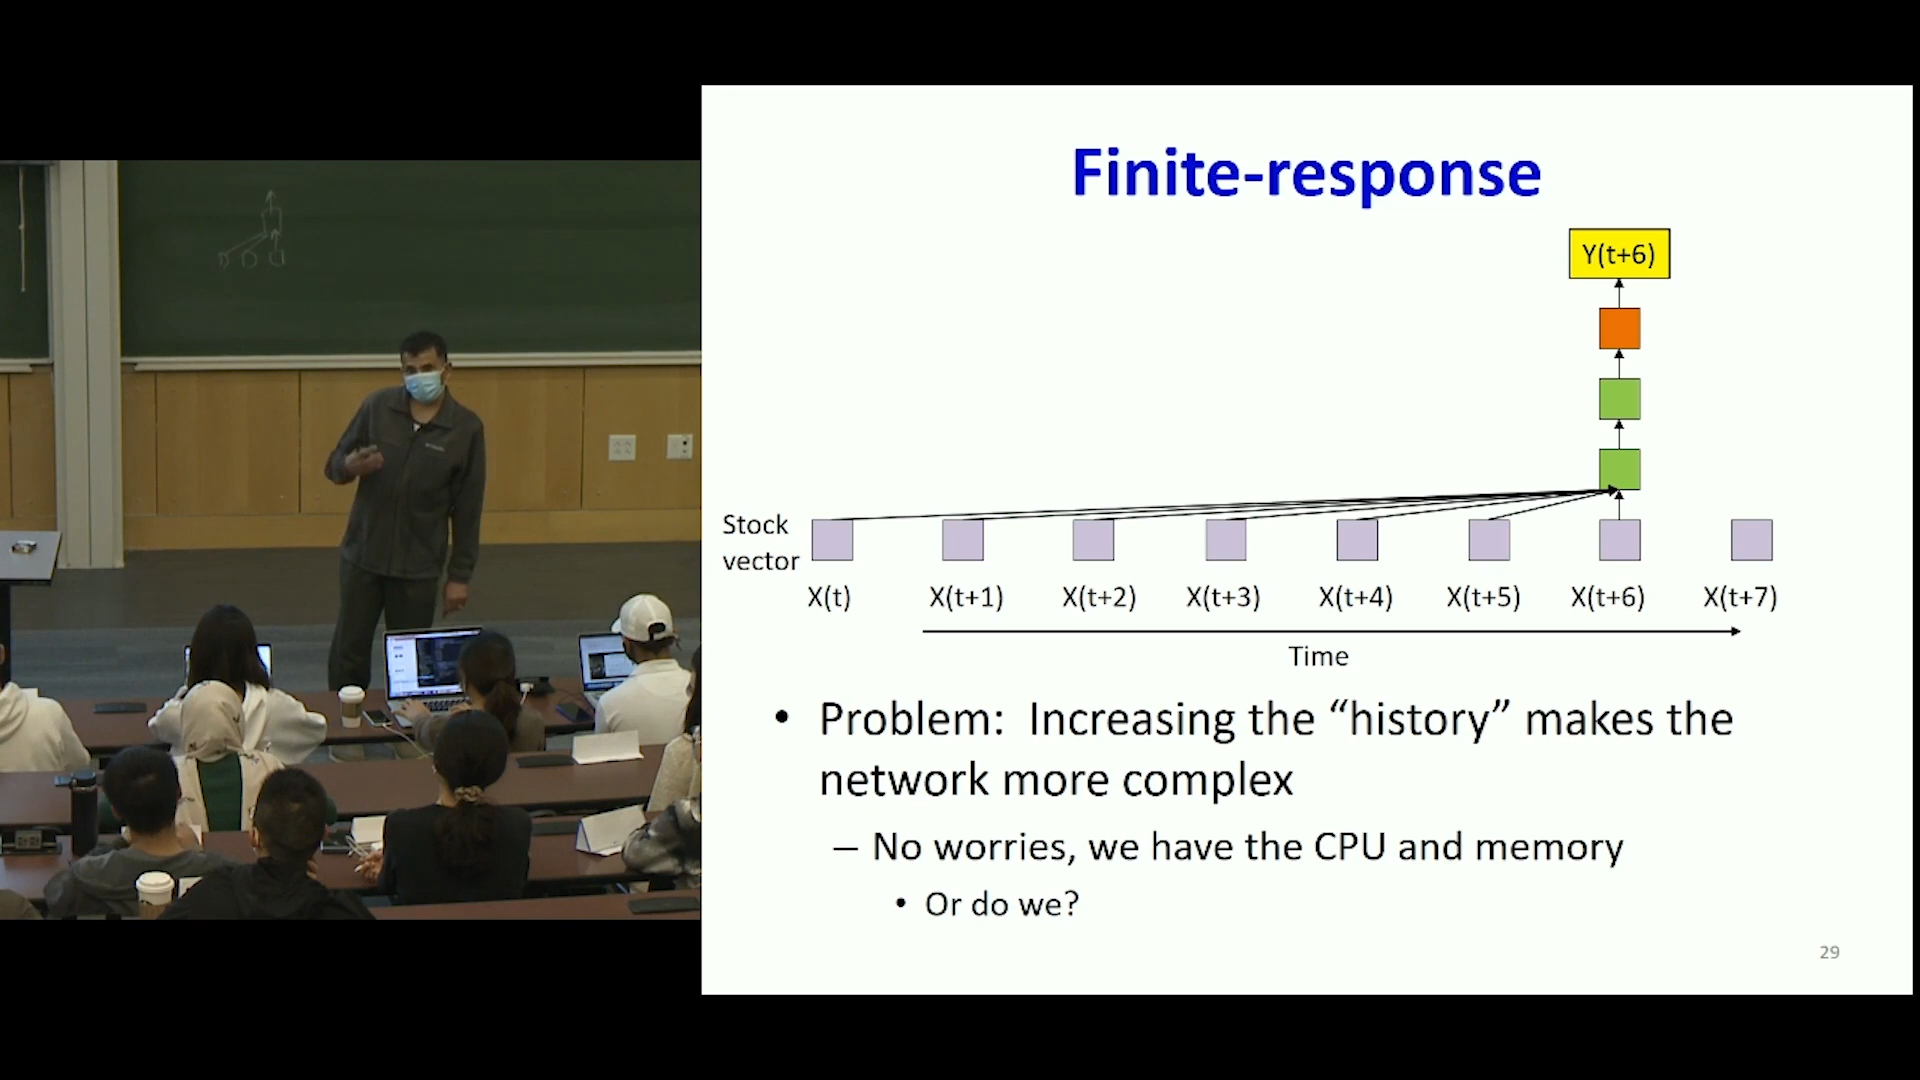 Finite-response
Y(t+6)
Stock
vector
X(t) X(t+1) X(t+2) X(t+3) X(t+4) X(t+5) X(t+6) X(t+7)
Time
• Problem: Increasing the “history” makes the
network more complex
– No worries, we have the CPU and memory
• Or do we?
29